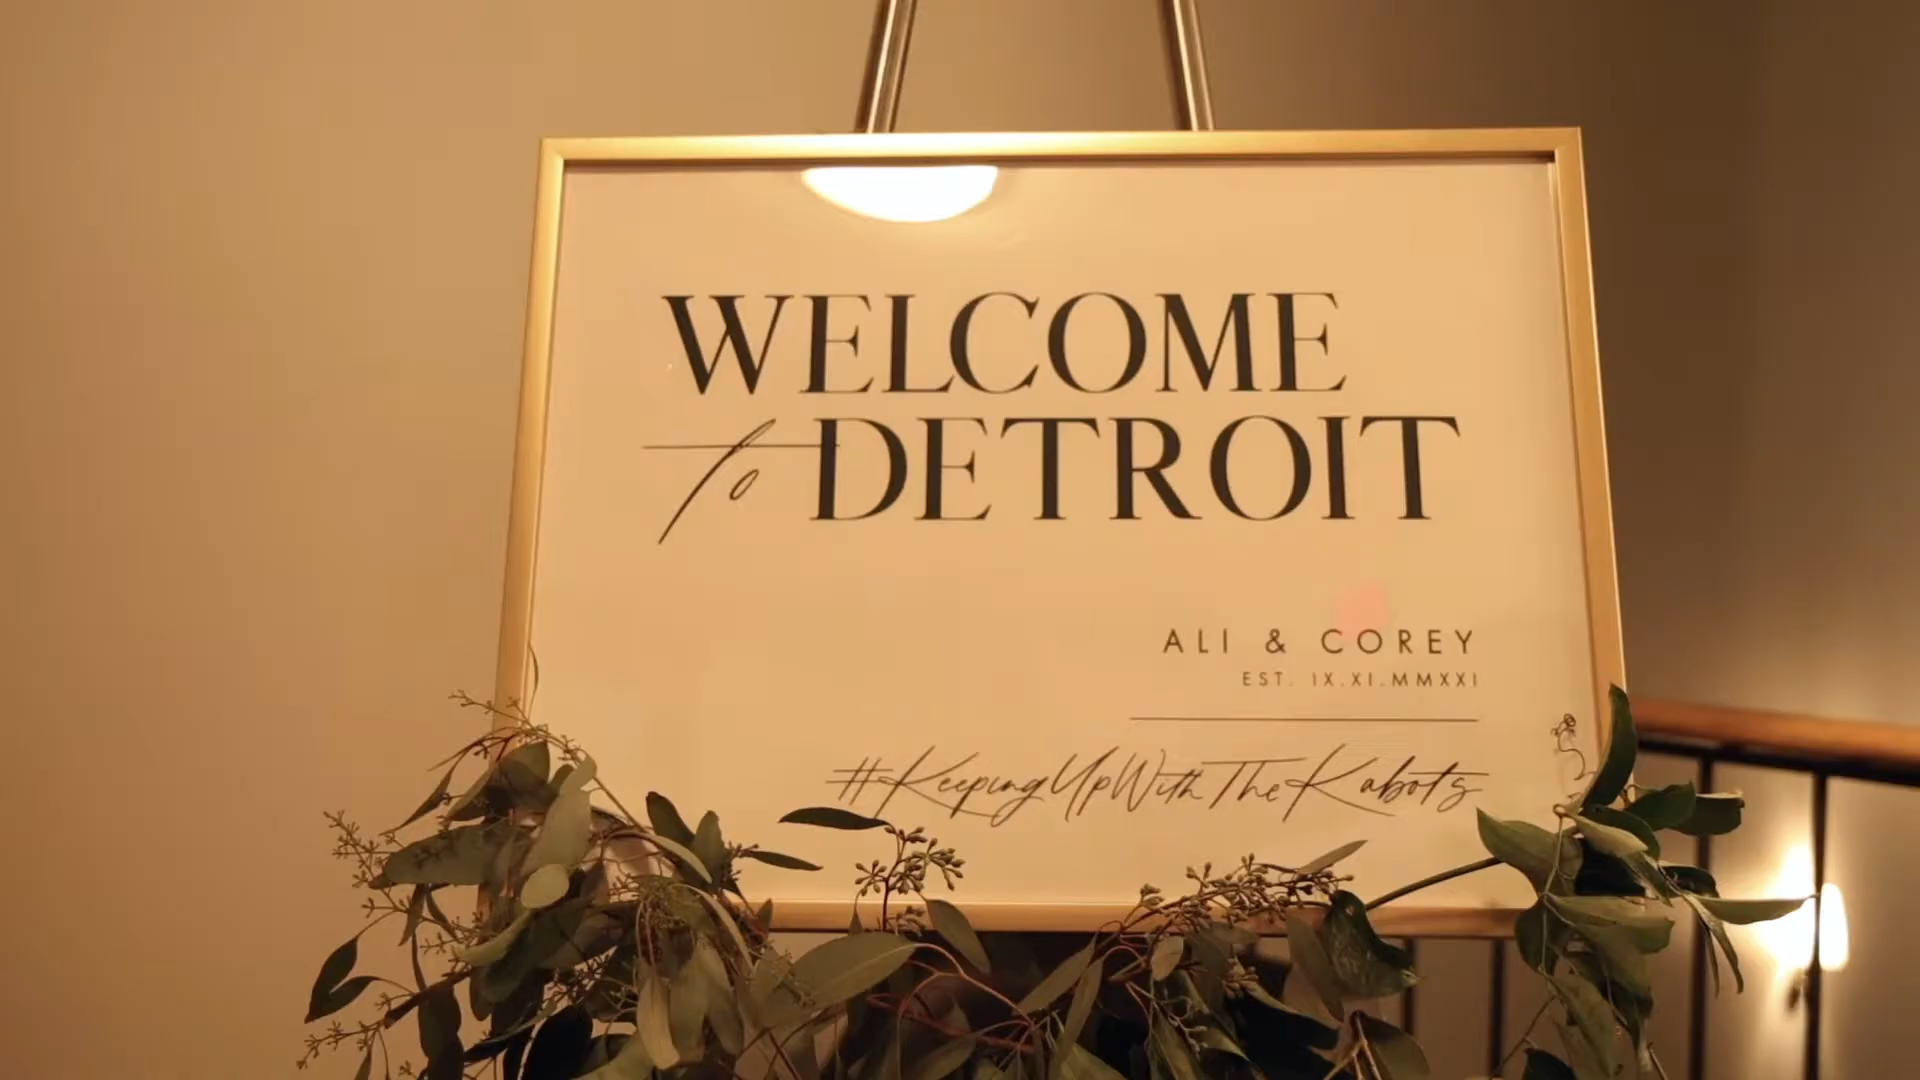 WELCOME
to DETROIT
ALI & COREY
EST. IX.XI.MMXXI
#KeepingUpWithTheKabots